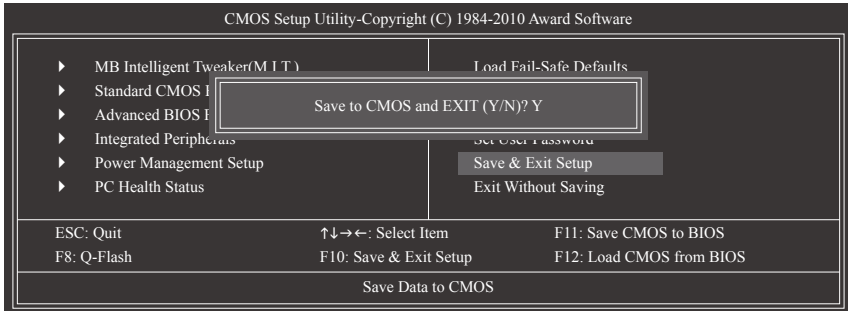 CMOS Setup Utility-Copyright (C) 1984-2010 Award Software
MB Intelligent Tweaker(M.I.T.)
Standard CMOS
Advanced BIOS
Integrated Peripherals
Power Management Setup
PC Health Status
Load Fail-Safe Defaults
Set User Password
Save & Exit Setup
Exit Without Saving
Save to CMOS and EXIT (Y/N)? Y
ESC: Quit ↑↓→←: Select Item F11: Save CMOS to BIOS
F8: Q-Flash F10: Save & Exit Setup F12: Load CMOS from BIOS
Save Data to CMOS